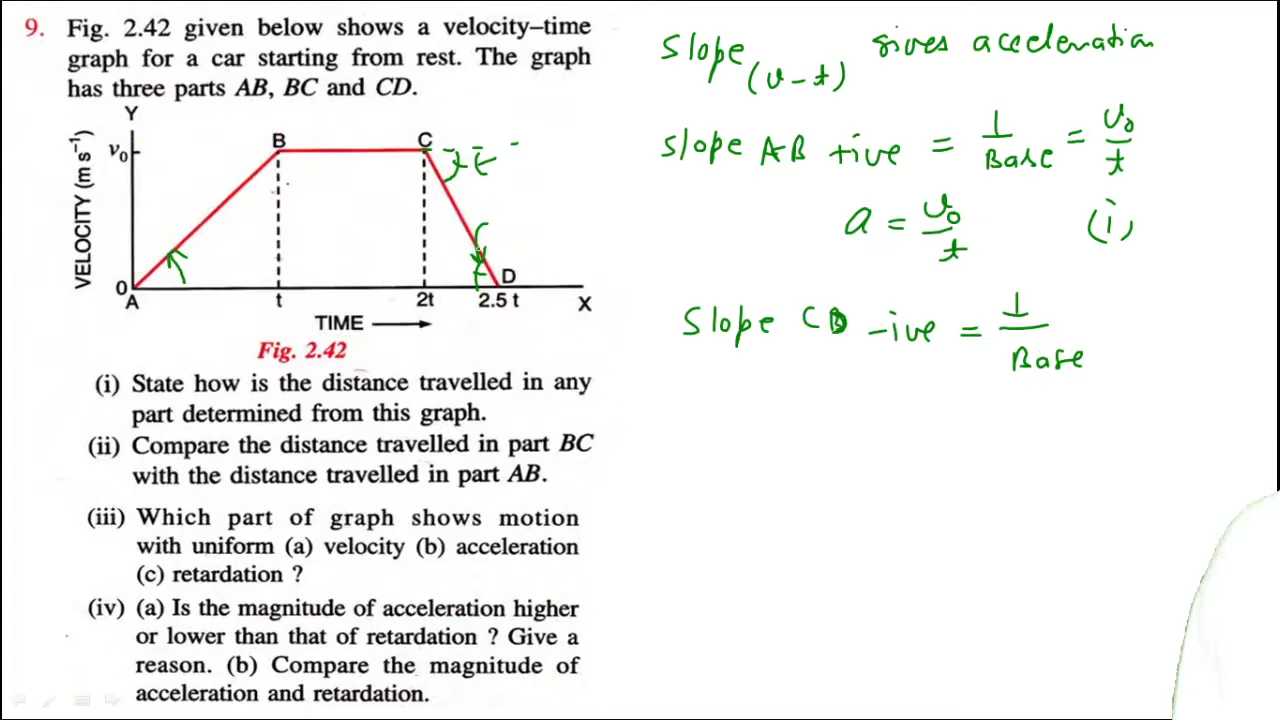 9. Fig. 2.42 given below shows a velocity–time
graph for a car starting from rest. The graph
has three parts AB, BC and CD.
Y
VELOCITY (m s⁻¹)
v₀
B
C
0
A
D
t
2t
2.5 t
X
TIME
Fig. 2.42
(i) State how is the distance travelled in any
part determined from this graph.
(ii) Compare the distance travelled in part BC
with the distance travelled in part AB.
(iii) Which part of graph shows motion
with uniform (a) velocity (b) acceleration
(c) retardation ?
(iv) (a) Is the magnitude of acceleration higher
or lower than that of retardation ? Give a
reason. (b) Compare the magnitude of
acceleration and retardation.
Slope (v-t) gives acceleration
slope AB +ive = ⊥/Base = v₀/t
a = v₀/t (i)
Slope CD -ive = ⊥/Base